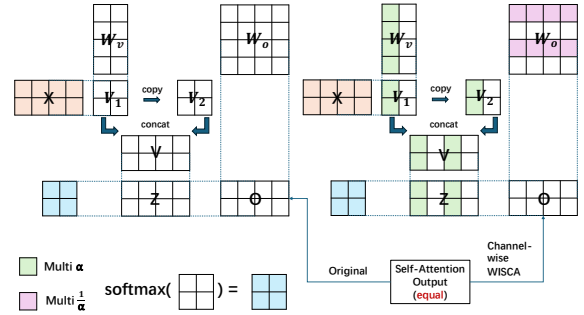 W_v
W_o
X
V_1
copy
V_2
concat
V
Z
O
W_v
W_o
X
V_1
copy
V_2
concat
V
Z
O
Multi α
Multi 1/α
softmax( ) =
Original
Self-Attention
Output
(equal)
Channel-
wise
WISCA